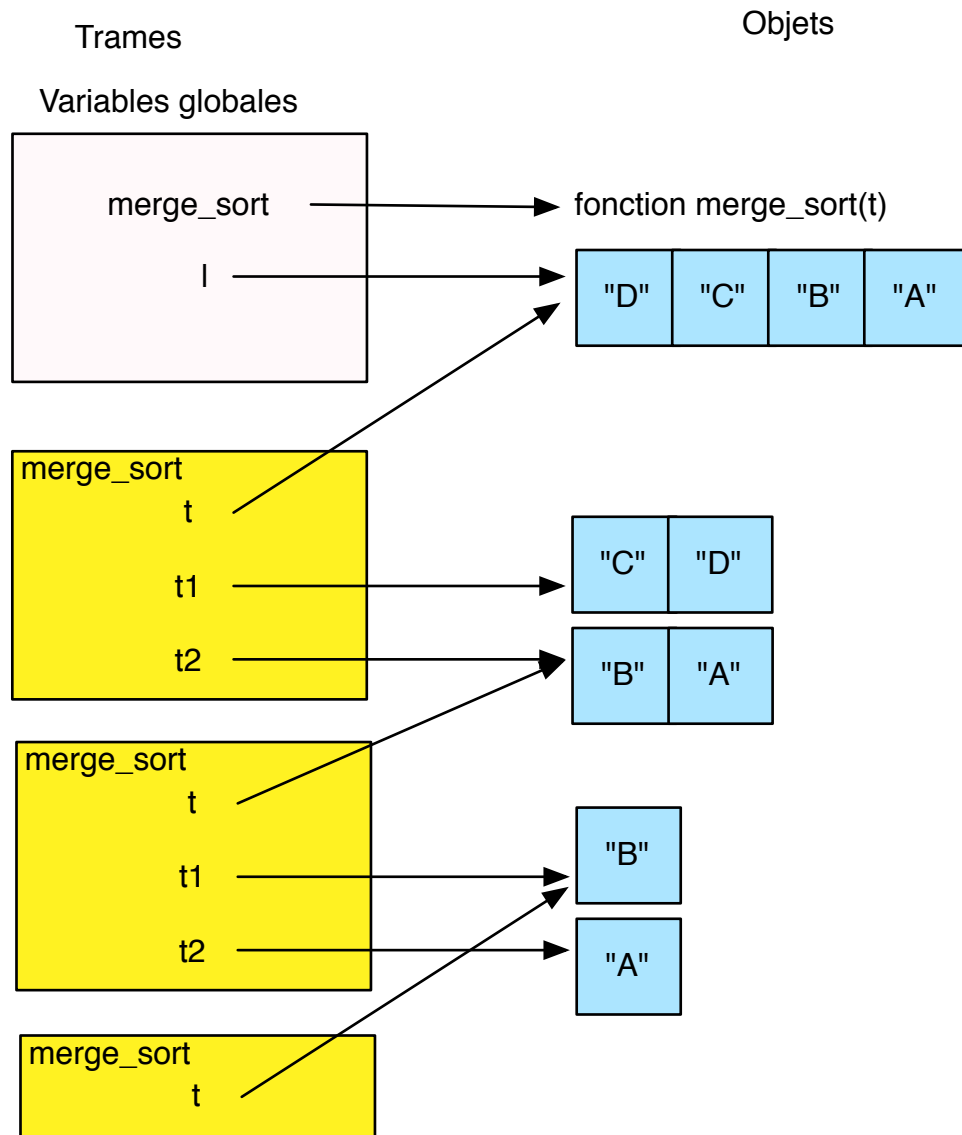 Trames
Objets
Variables globales
merge_sort
fonction merge_sort(t)
l
"D" "C" "B" "A"
merge_sort
t
t1
"C" "D"
t2
"B" "A"
merge_sort
t
t1
"B"
t2
"A"
merge_sort
t